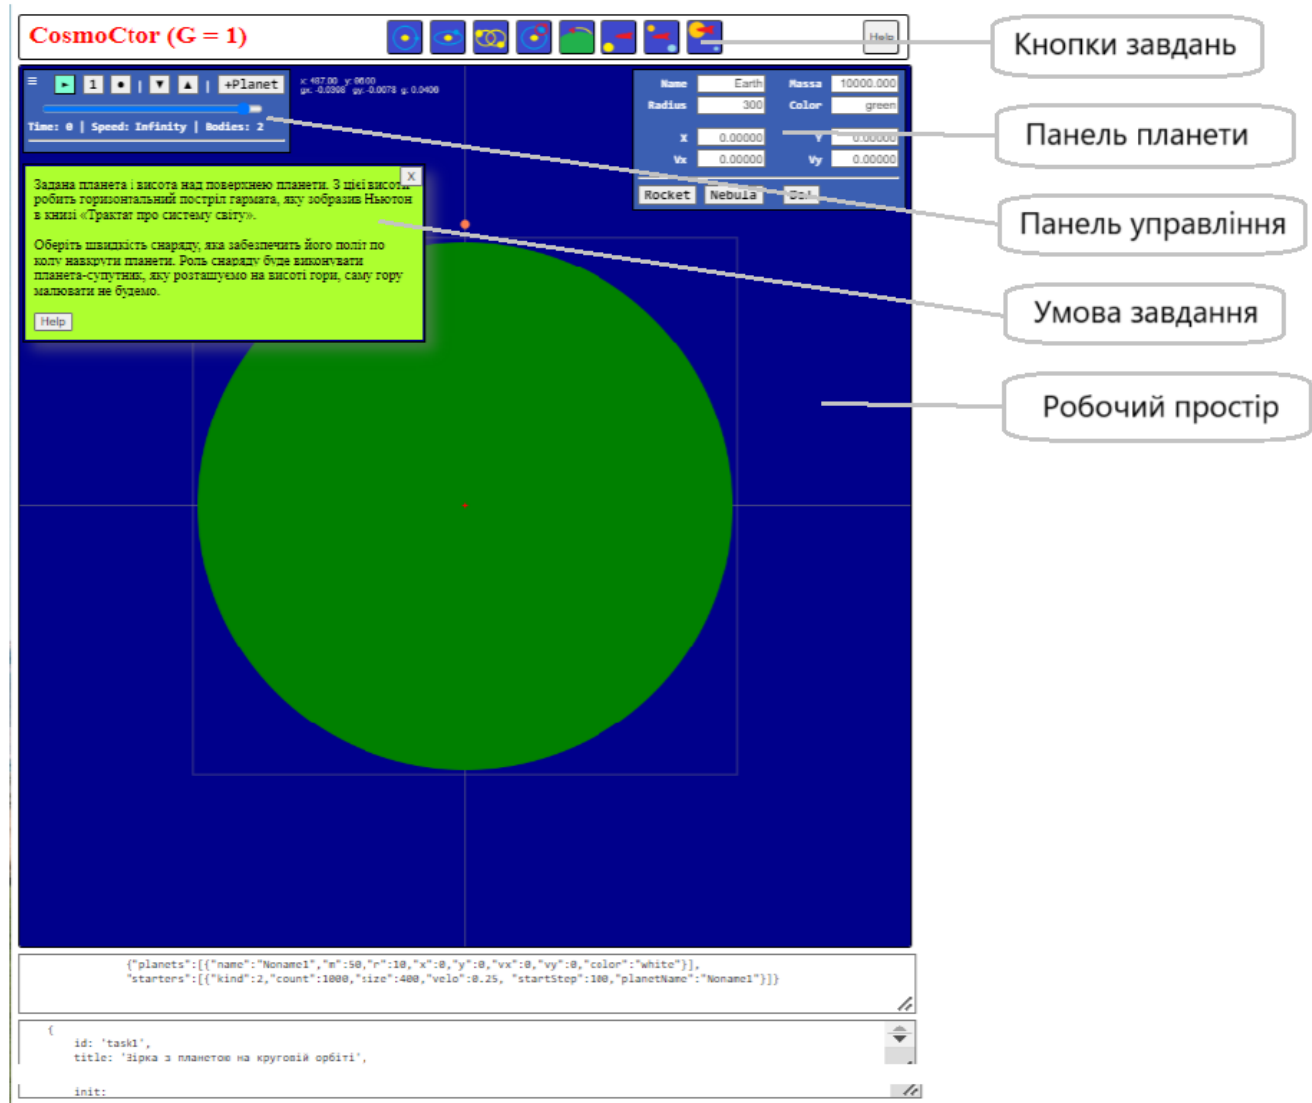 CosmoCtor (G = 1)
Help
Кнопки завдань
1
+Planet
Time: 0 | Speed: Infinity | Bodies: 2
Name Earth Massa 10000.000
Radius 300 Color green
X 0.00000 Y 0.00000
Vx 0.00000 Vy 0.00000
Rocket Nebula
Панель планети
Панель управління
Умова завдання
Робочий простір
X
Задана планета і висота над поверхнею планети. З цієї висоти
робить горизонтальний постріл гармата, яку зобразив Ньютон
в книзі «Трактат про систему світу».
Оберіть швидкість снаряду, яка забезпечить його політ по
колу навкруги планети. Роль снаряду буде виконувати
планета-супутник, яку розташуємо на висоті гори, саму гору
малювати не будемо.
Help
{"planets":[{"name":"Noname1","m":50,"r":10,"x":0,"y":0,"vx":0,"vy":0,"color":"white"}],
"starters":[{"kind":2,"count":1000,"size":400,"velo":0.25, "startStep":100,"planetName":"Noname1"}]}
{
id: 'task1',
title: 'Зірка з планетою на круговій орбіті',
init: